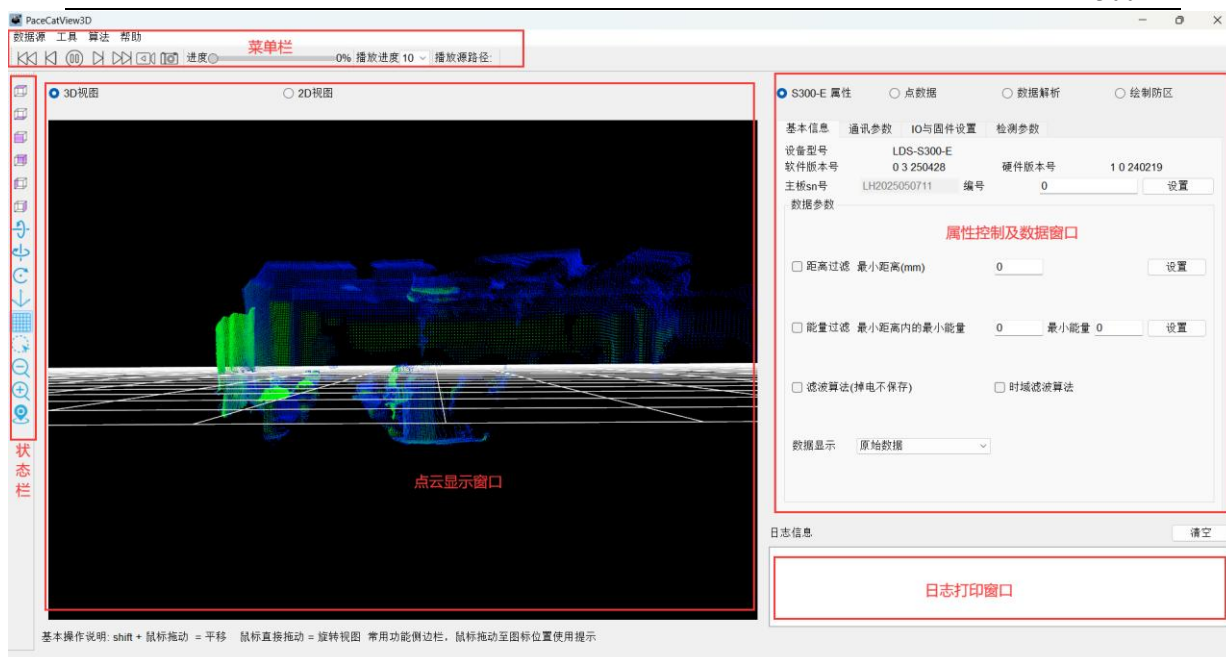 PaceCatView3D
数据源 工具 算法 帮助
菜单栏
进度 0% 播放进度 10 播放源路径:
3D视图 2D视图
S300-E 属性 点数据 数据解析 绘制防区
基本信息 通讯参数 IO与固件设置 检测参数
设备型号 LDS-S300-E
软件版本号 0 3 250428 硬件版本号 1 0 240219
主板sn号 LH2025050711 编号 0 设置
数据参数
属性控制及数据窗口
距离过滤 最小距离(mm) 0 设置
能量过滤 最小距离内的最小能量 0 最小能量 0 设置
滤波算法(掉电不保存) 时域滤波算法
数据显示 原始数据
状态栏
点云显示窗口
日志信息 清空
日志打印窗口
基本操作说明: shift + 鼠标拖动 = 平移 鼠标直接拖动 = 旋转视图 常用功能侧边栏，鼠标拖动至图标位置使用提示